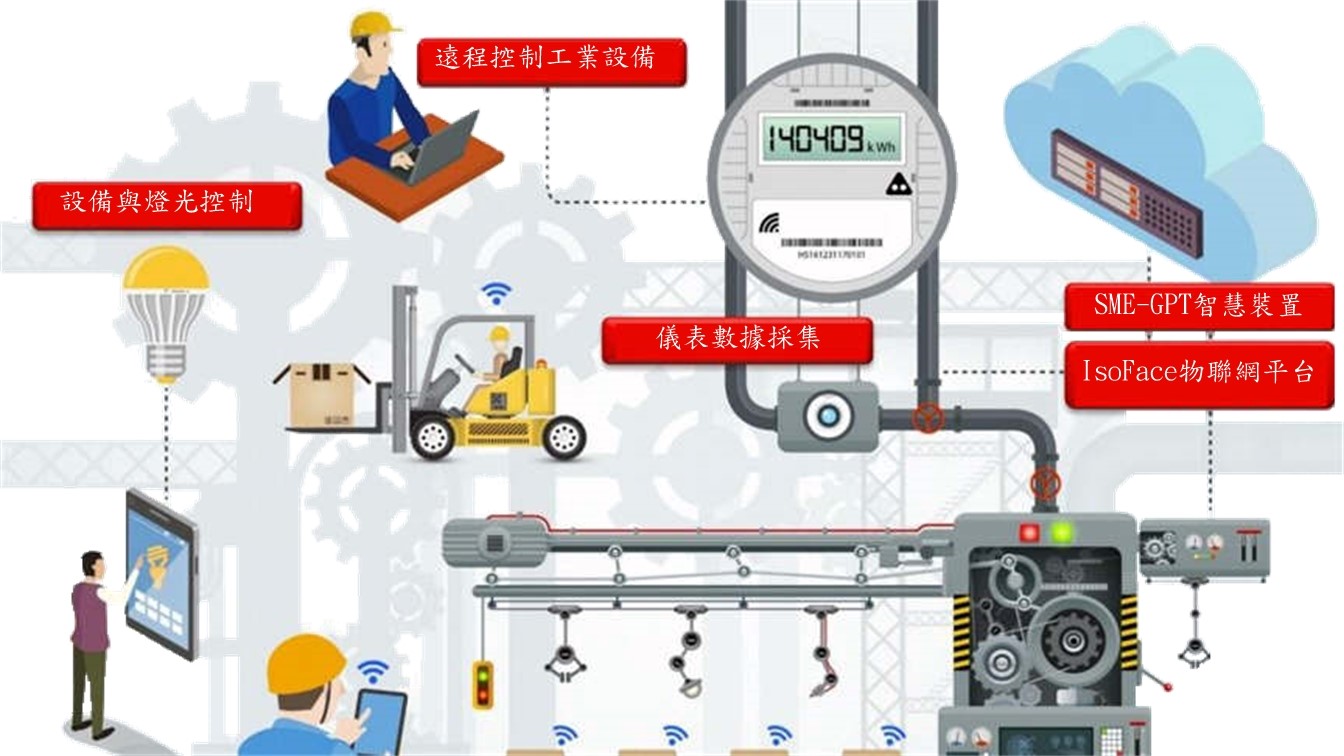 遠程控制工業設備
設備與燈光控制
140409 kWh
HS161231170101
SME-GPT智慧裝置
儀表數據採集
IsoFace物聯網平台